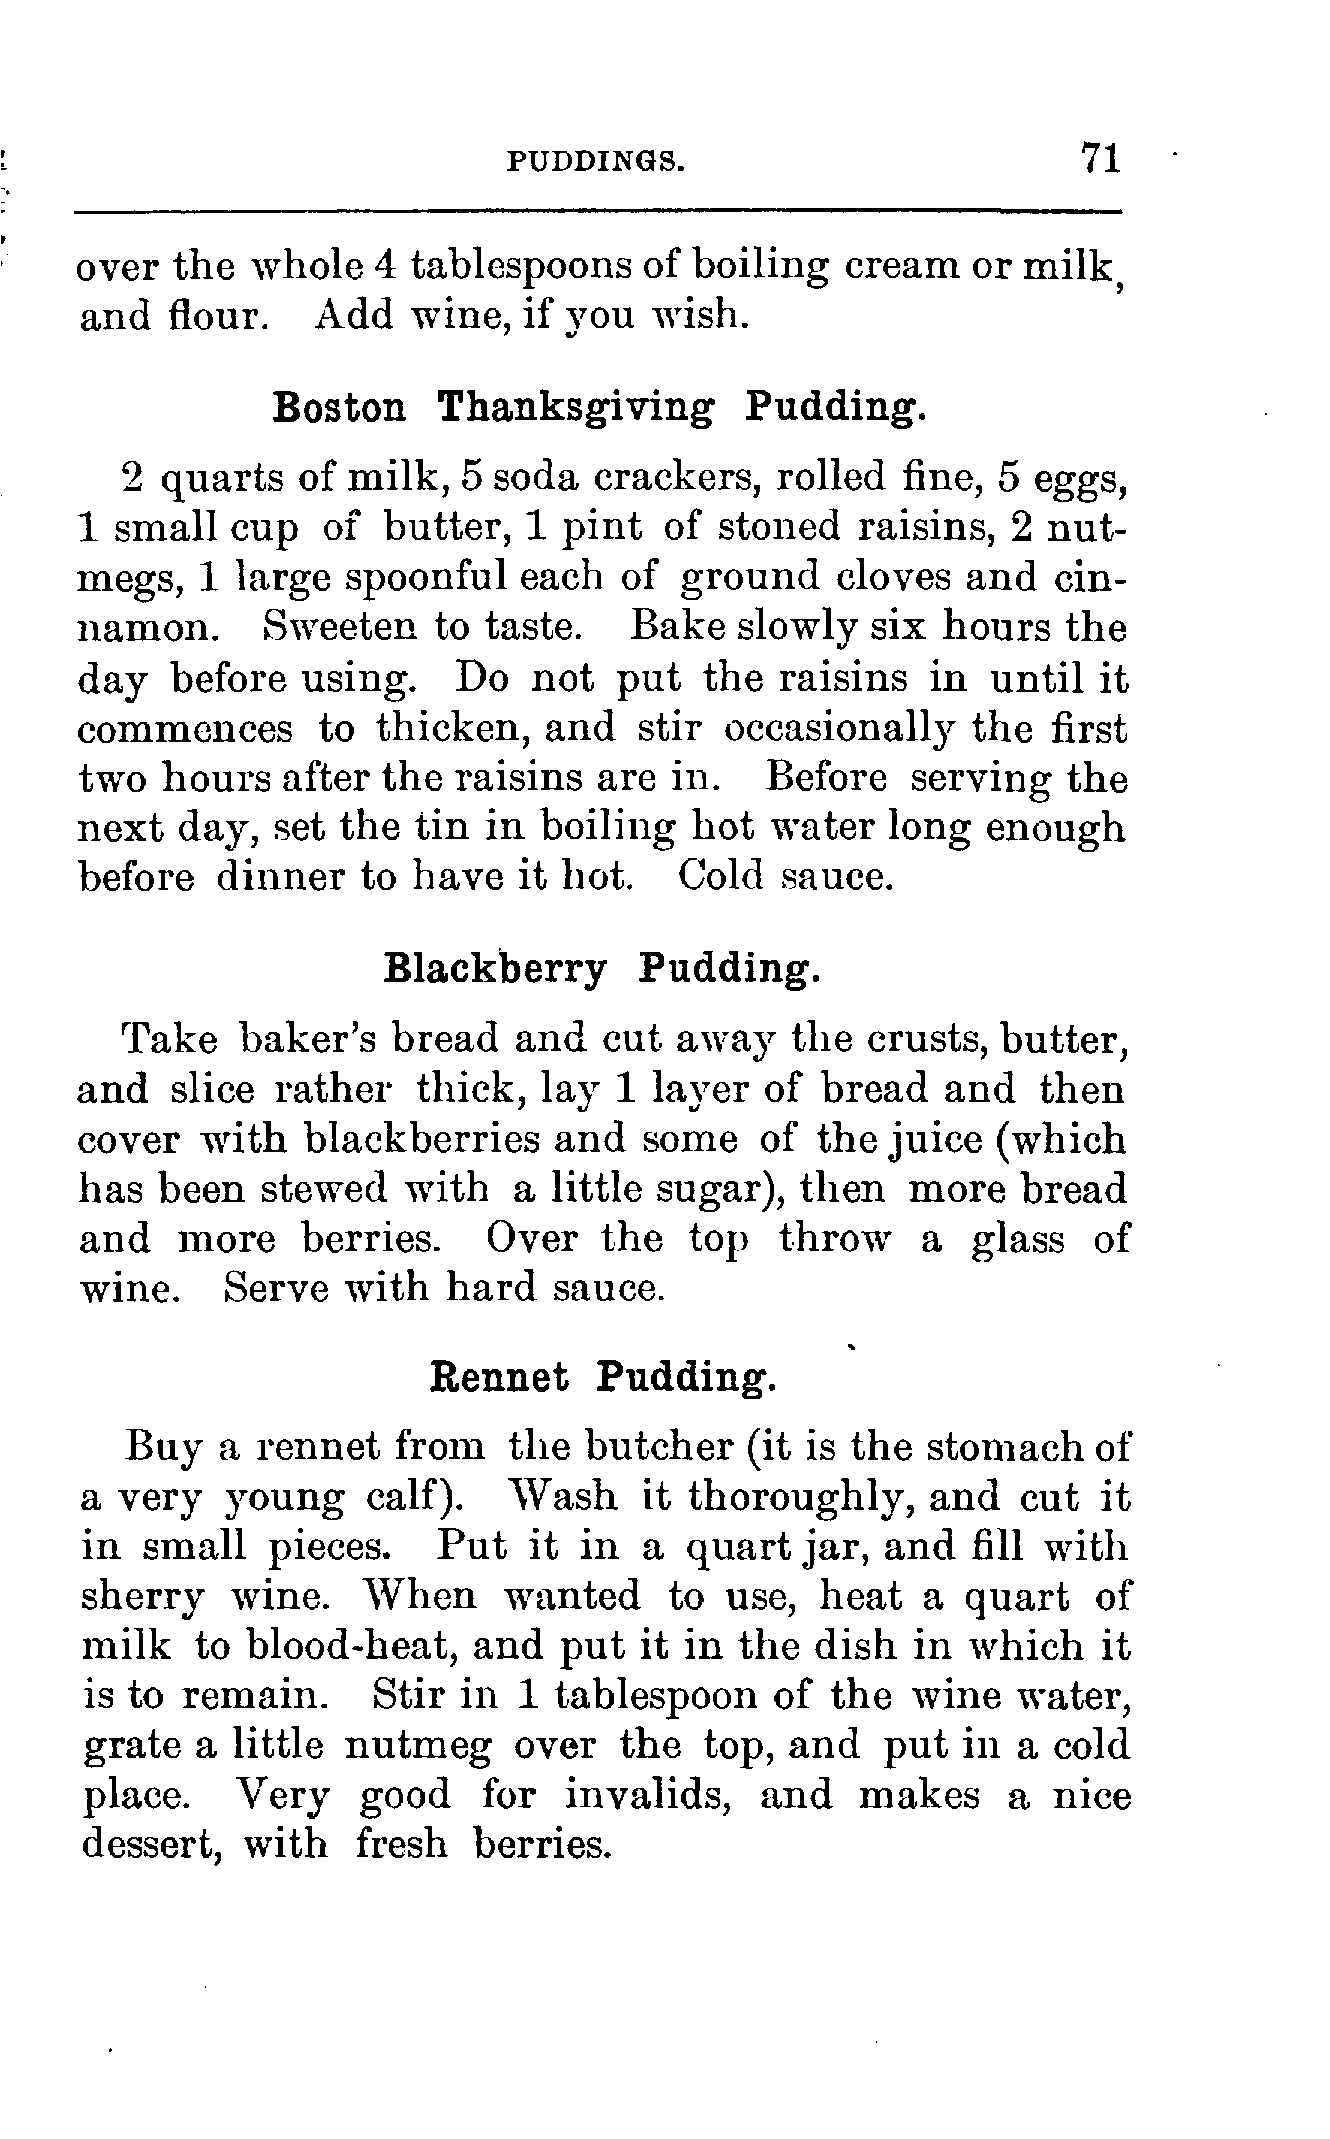 PUDDINGS. 71
over the whole 4 tablespoons of boiling cream or milk,
and flour. Add wine, if you wish.
Boston Thanksgiving Pudding.
2 quarts of milk, 5 soda crackers, rolled fine, 5 eggs,
1 small cup of butter, 1 pint of stoned raisins, 2 nut-
megs, 1 large spoonful each of ground cloves and cin-
namon. Sweeten to taste. Bake slowly six hours the
day before using. Do not put the raisins in until it
commences to thicken, and stir occasionally the first
two hours after the raisins are in. Before serving the
next day, set the tin in boiling hot water long enough
before dinner to have it hot. Cold sauce.
Blackberry Pudding.
Take baker's bread and cut away the crusts, butter,
and slice rather thick, lay 1 layer of bread and then
cover with blackberries and some of the juice (which
has been stewed with a little sugar), then more bread
and more berries. Over the top throw a glass of
wine. Serve with hard sauce.
Rennet Pudding.
Buy a rennet from the butcher (it is the stomach of
a very young calf). Wash it thoroughly, and cut it
in small pieces. Put it in a quart jar, and fill with
sherry wine. When wanted to use, heat a quart of
milk to blood-heat, and put it in the dish in which it
is to remain. Stir in 1 tablespoon of the wine water,
grate a little nutmeg over the top, and put in a cold
place. Very good for invalids, and makes a nice
dessert, with fresh berries.